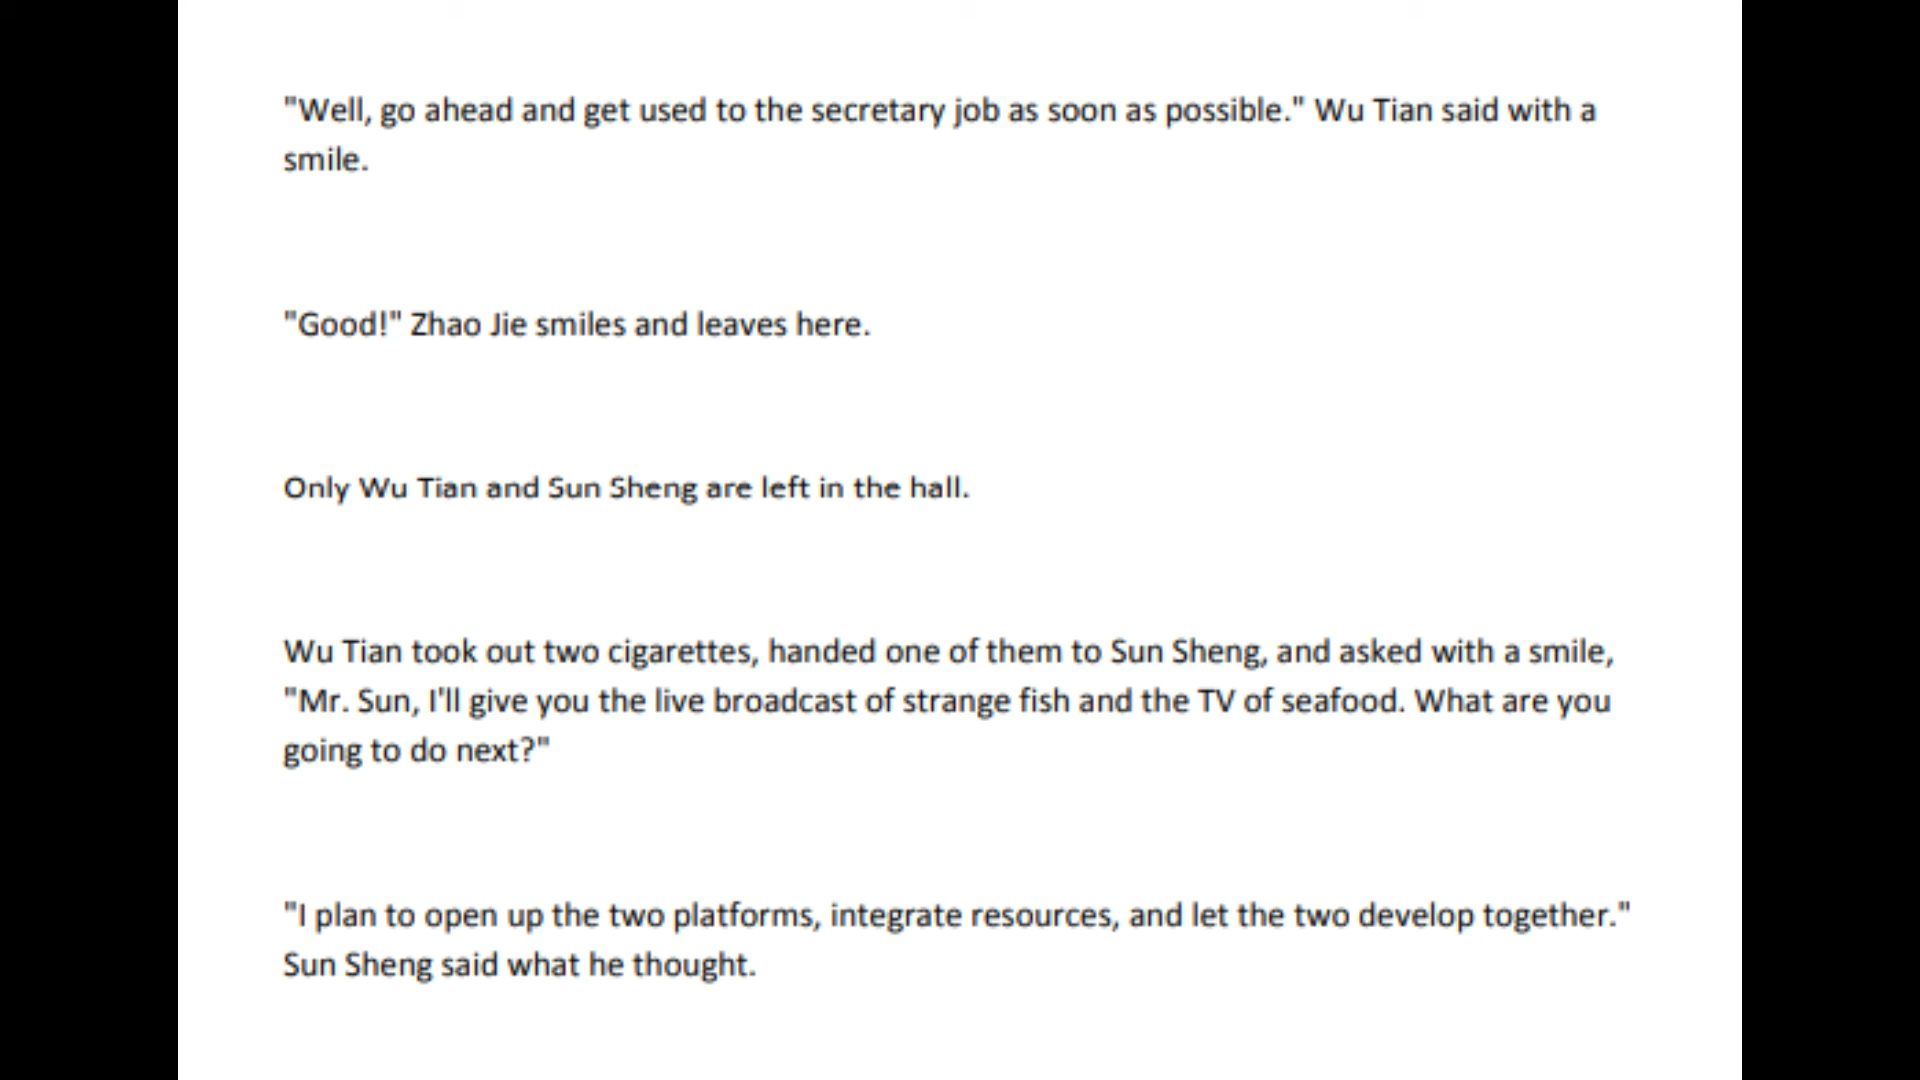 "Well, go ahead and get used to the secretary job as soon as possible." Wu Tian said with a
smile.
"Good!" Zhao Jie smiles and leaves here.
Only Wu Tian and Sun Sheng are left in the hall.
Wu Tian took out two cigarettes, handed one of them to Sun Sheng, and asked with a smile,
"Mr. Sun, I'll give you the live broadcast of strange fish and the TV of seafood. What are you
going to do next?"
"I plan to open up the two platforms, integrate resources, and let the two develop together."
Sun Sheng said what he thought.